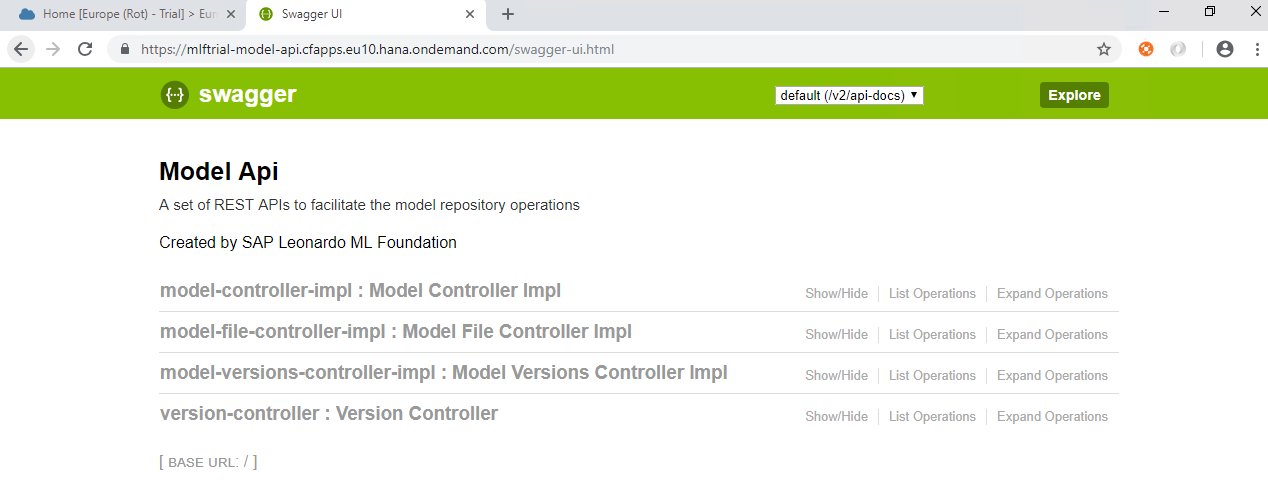 Home [Europe (Rot) - Trial] > Eur
Swagger UI
https://mlftrial-model-api.cfapps.eu10.hana.ondemand.com/swagger-ui.html
{···} swagger
default (/v2/api-docs)
Explore
Model Api
A set of REST APIs to facilitate the model repository operations
Created by SAP Leonardo ML Foundation
model-controller-impl : Model Controller Impl Show/Hide List Operations Expand Operations
model-file-controller-impl : Model File Controller Impl Show/Hide List Operations Expand Operations
model-versions-controller-impl : Model Versions Controller Impl Show/Hide List Operations Expand Operations
version-controller : Version Controller Show/Hide List Operations Expand Operations
[ BASE URL: / ]